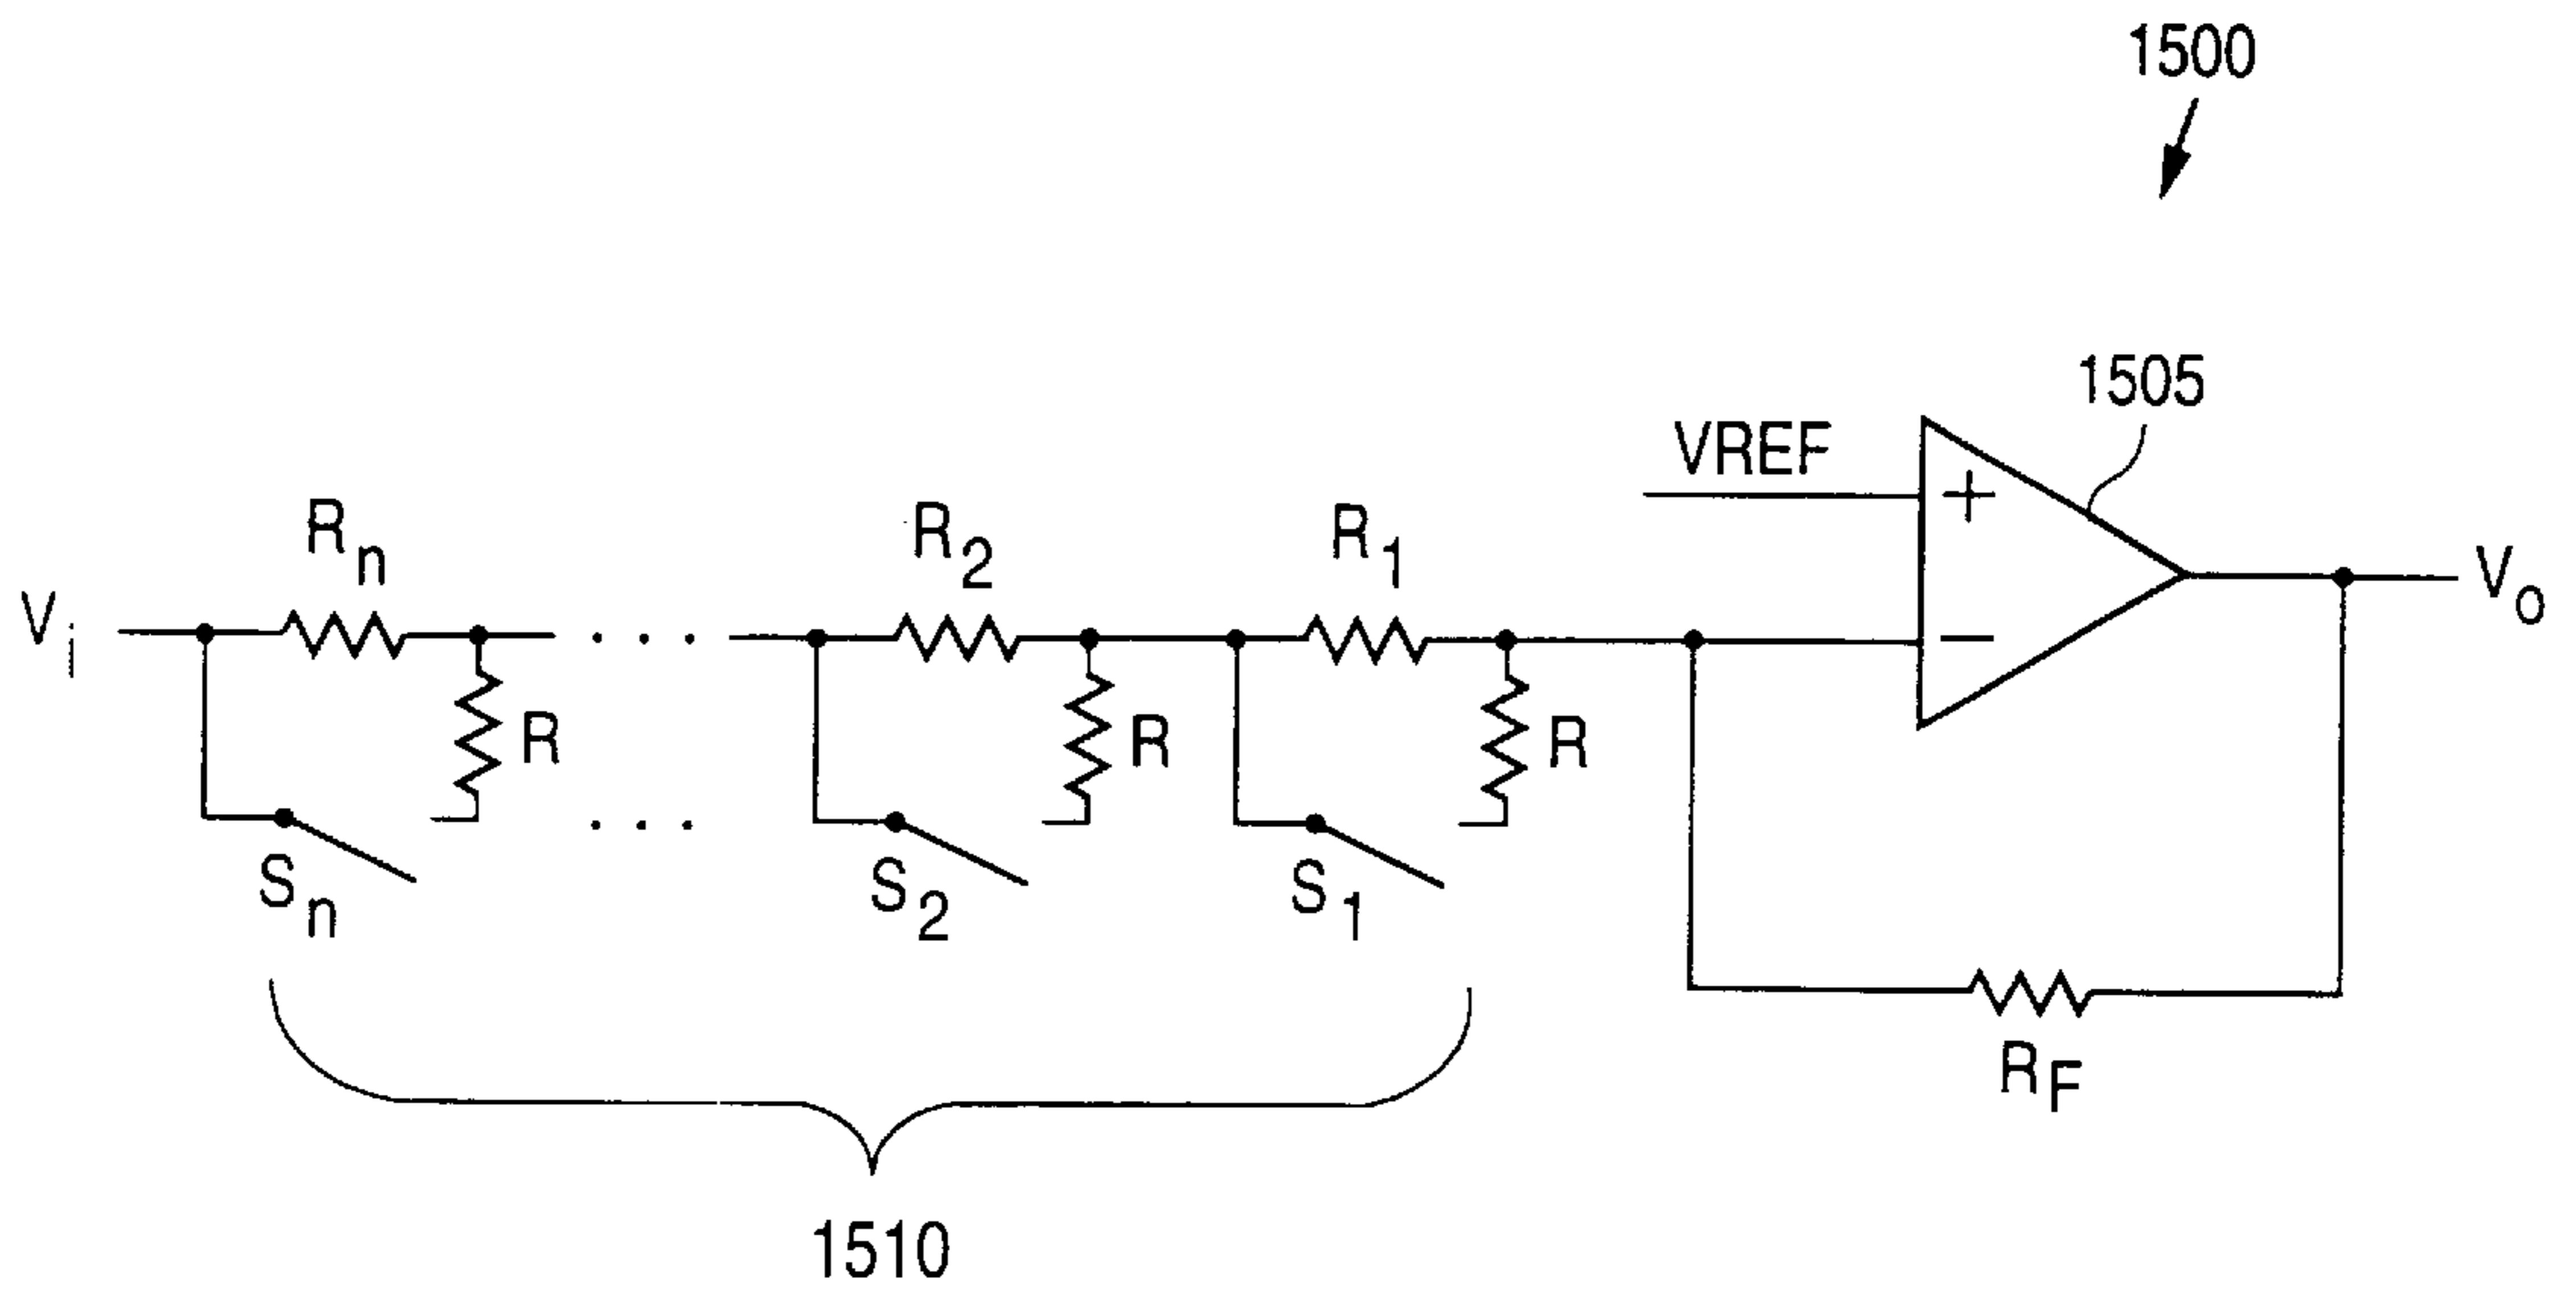 1500
1505
VREF
+
−
Rn
R2
R1
Vi
Vo
R
R
R
. . .
. . .
Sn
S2
S1
RF
1510